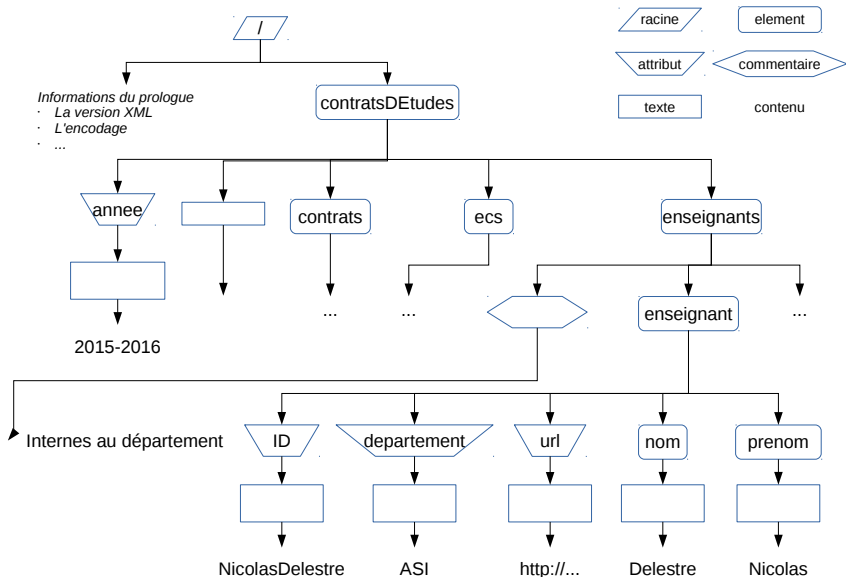 /
racine
element
attribut
commentaire
texte
contenu
Informations du prologue
· La version XML
· L'encodage
· ...
contratsDEtudes
annee
contrats
ecs
enseignants
...
...
enseignant
...
2015-2016
Internes au département
ID
departement
url
nom
prenom
NicolasDelestre
ASI
http://...
Delestre
Nicolas